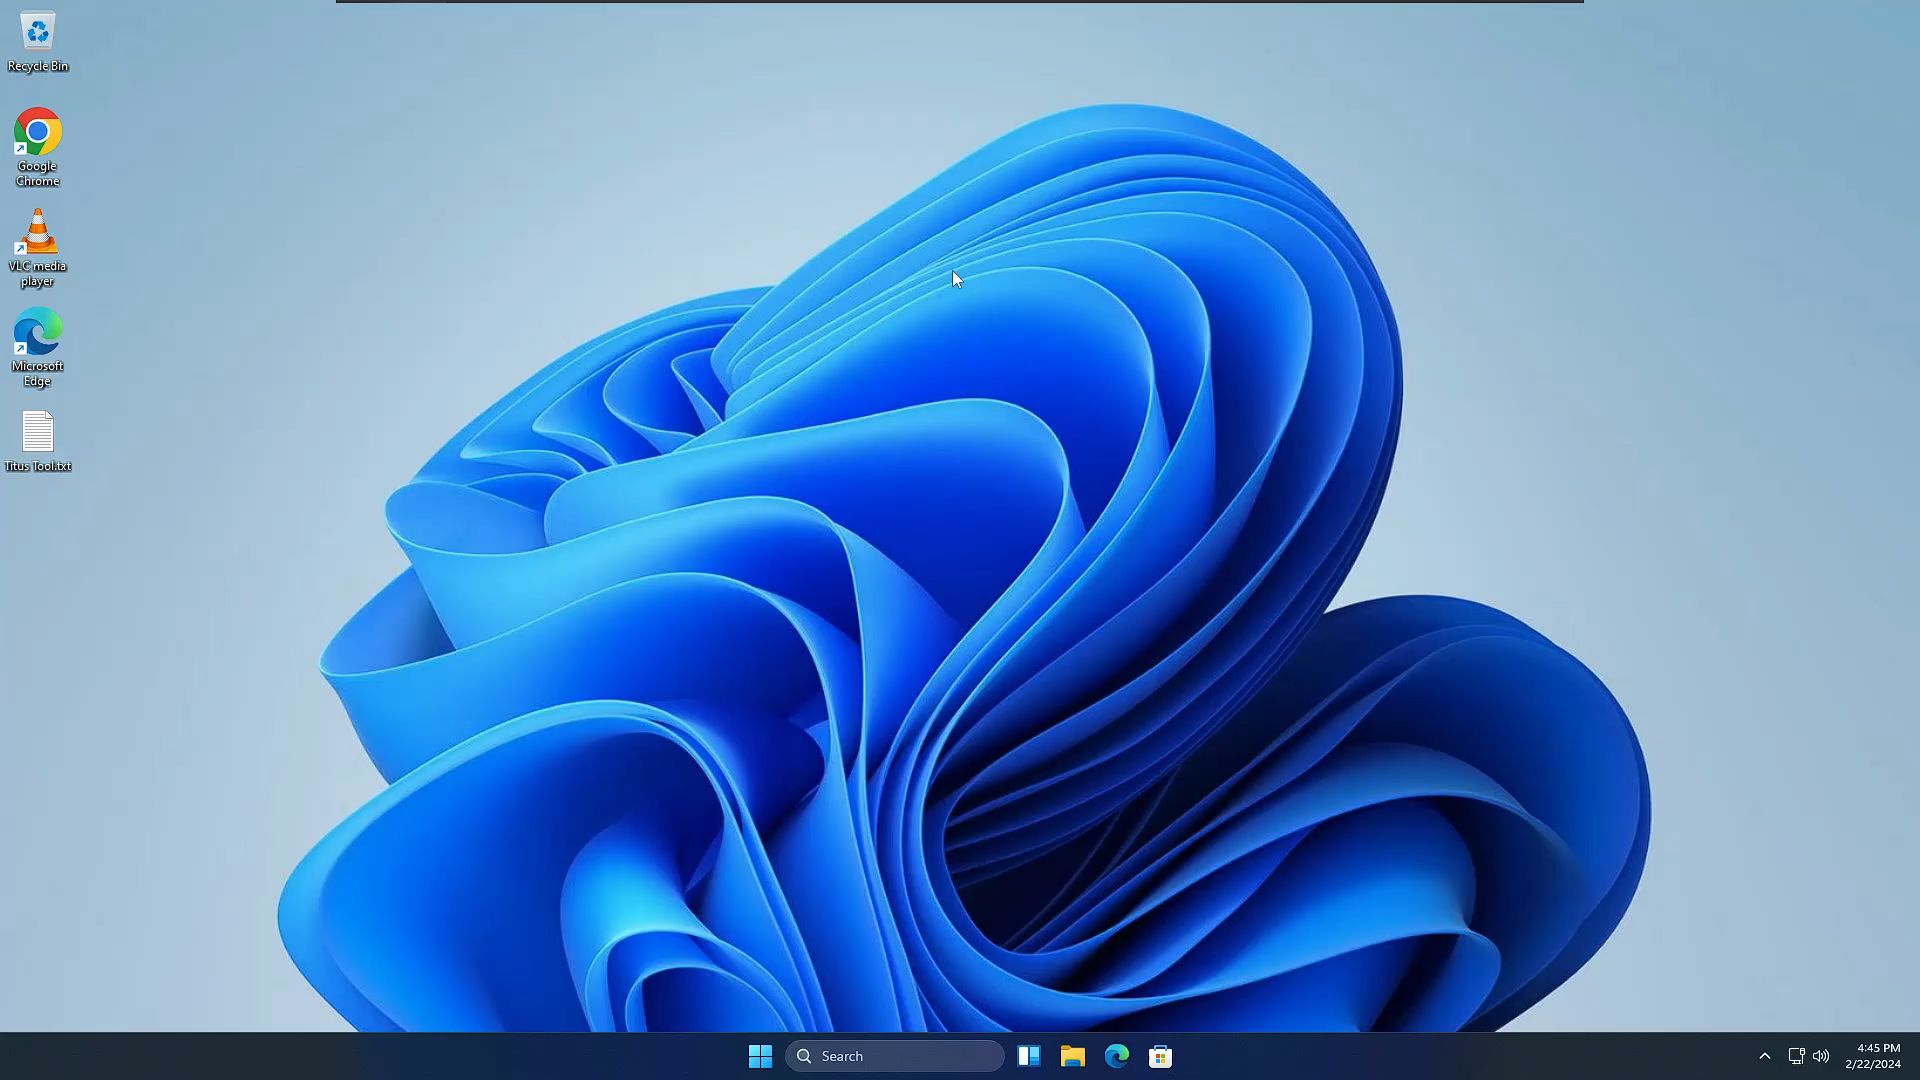 Recycle Bin
Google
Chrome
VLC media
player
Microsoft
Edge
Titus Tool.txt
Search
4:45 PM
2/22/2024